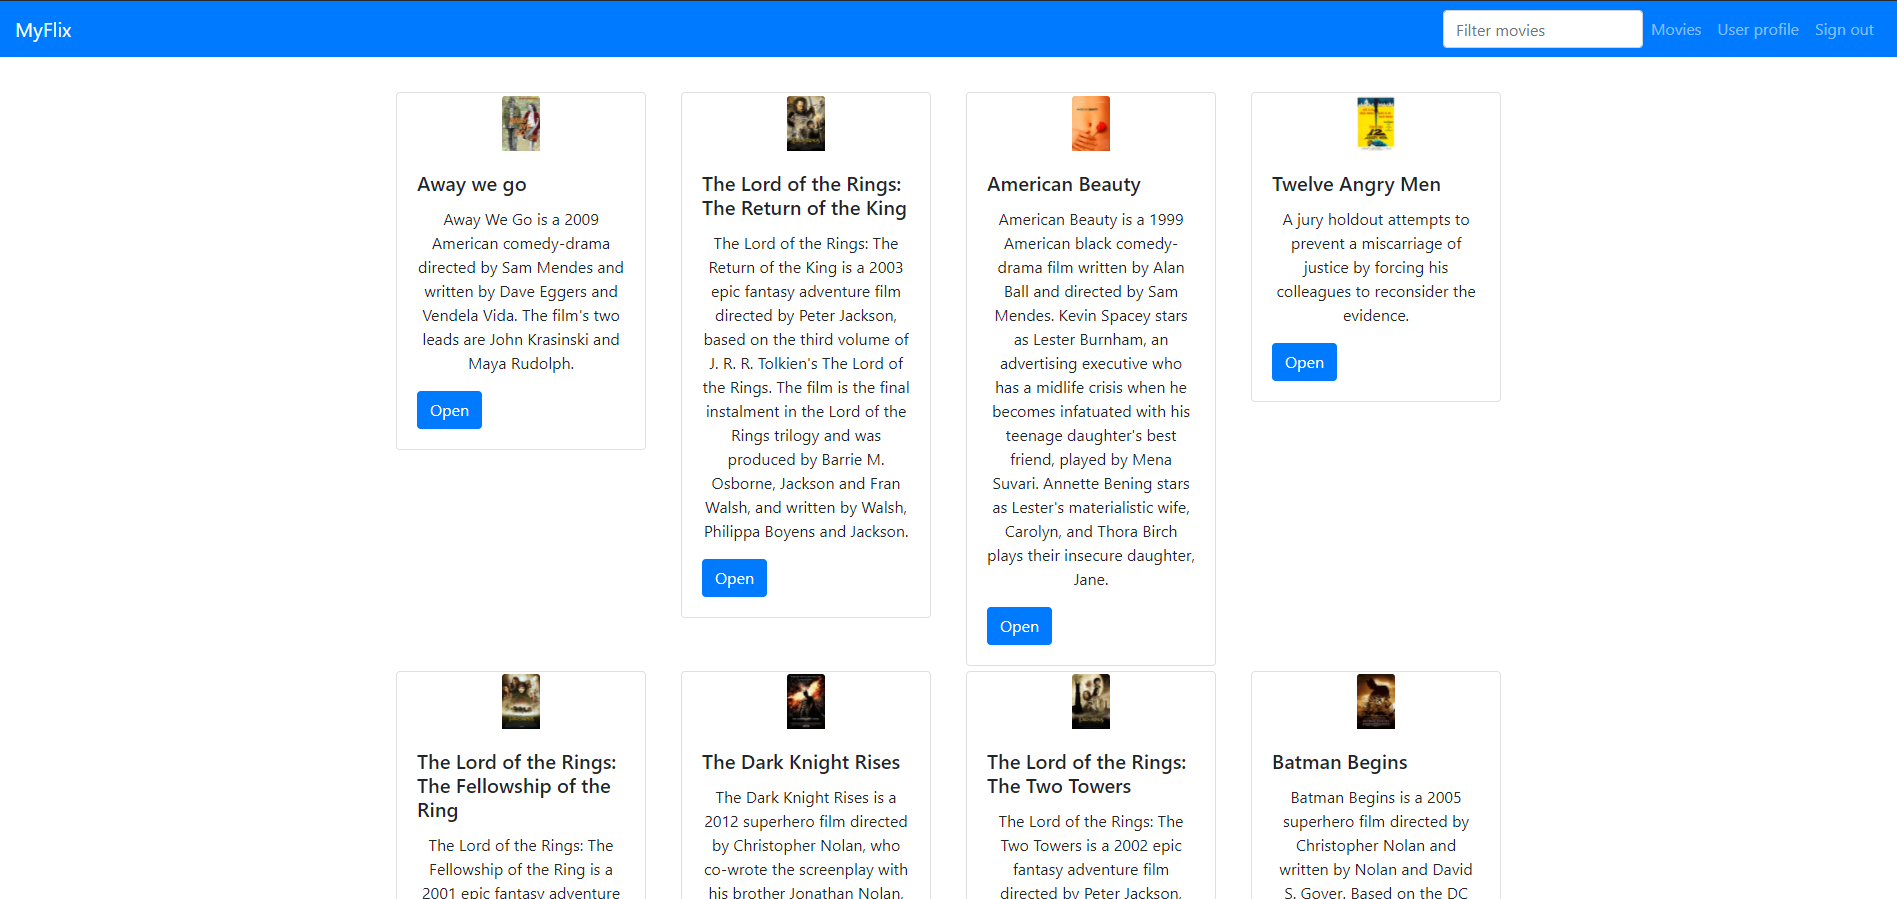 MyFlix
Filter movies
Movies
User profile
Sign out
Away we go
Away We Go is a 2009
American comedy-drama
directed by Sam Mendes and
written by Dave Eggers and
Vendela Vida. The film's two
leads are John Krasinski and
Maya Rudolph.
Open
The Lord of the Rings:
The Return of the King
The Lord of the Rings: The
Return of the King is a 2003
epic fantasy adventure film
directed by Peter Jackson,
based on the third volume of
J. R. R. Tolkien's The Lord of
the Rings. The film is the final
instalment in the Lord of the
Rings trilogy and was
produced by Barrie M.
Osborne, Jackson and Fran
Walsh, and written by Walsh,
Philippa Boyens and Jackson.
Open
American Beauty
American Beauty is a 1999
American black comedy-
drama film written by Alan
Ball and directed by Sam
Mendes. Kevin Spacey stars
as Lester Burnham, an
advertising executive who
has a midlife crisis when he
becomes infatuated with his
teenage daughter's best
friend, played by Mena
Suvari. Annette Bening stars
as Lester's materialistic wife,
Carolyn, and Thora Birch
plays their insecure daughter,
Jane.
Open
12
Twelve Angry Men
A jury holdout attempts to
prevent a miscarriage of
justice by forcing his
colleagues to reconsider the
evidence.
Open
The Lord of the Rings:
The Fellowship of the
Ring
The Lord of the Rings: The
Fellowship of the Ring is a
2001 epic fantasy adventure
The Dark Knight Rises
The Dark Knight Rises is a
2012 superhero film directed
by Christopher Nolan, who
co-wrote the screenplay with
his brother Jonathan Nolan,
The Lord of the Rings:
The Two Towers
The Lord of the Rings: The
Two Towers is a 2002 epic
fantasy adventure film
directed by Peter Jackson,
Batman Begins
Batman Begins is a 2005
superhero film directed by
Christopher Nolan and
written by Nolan and David
S. Goyer. Based on the DC